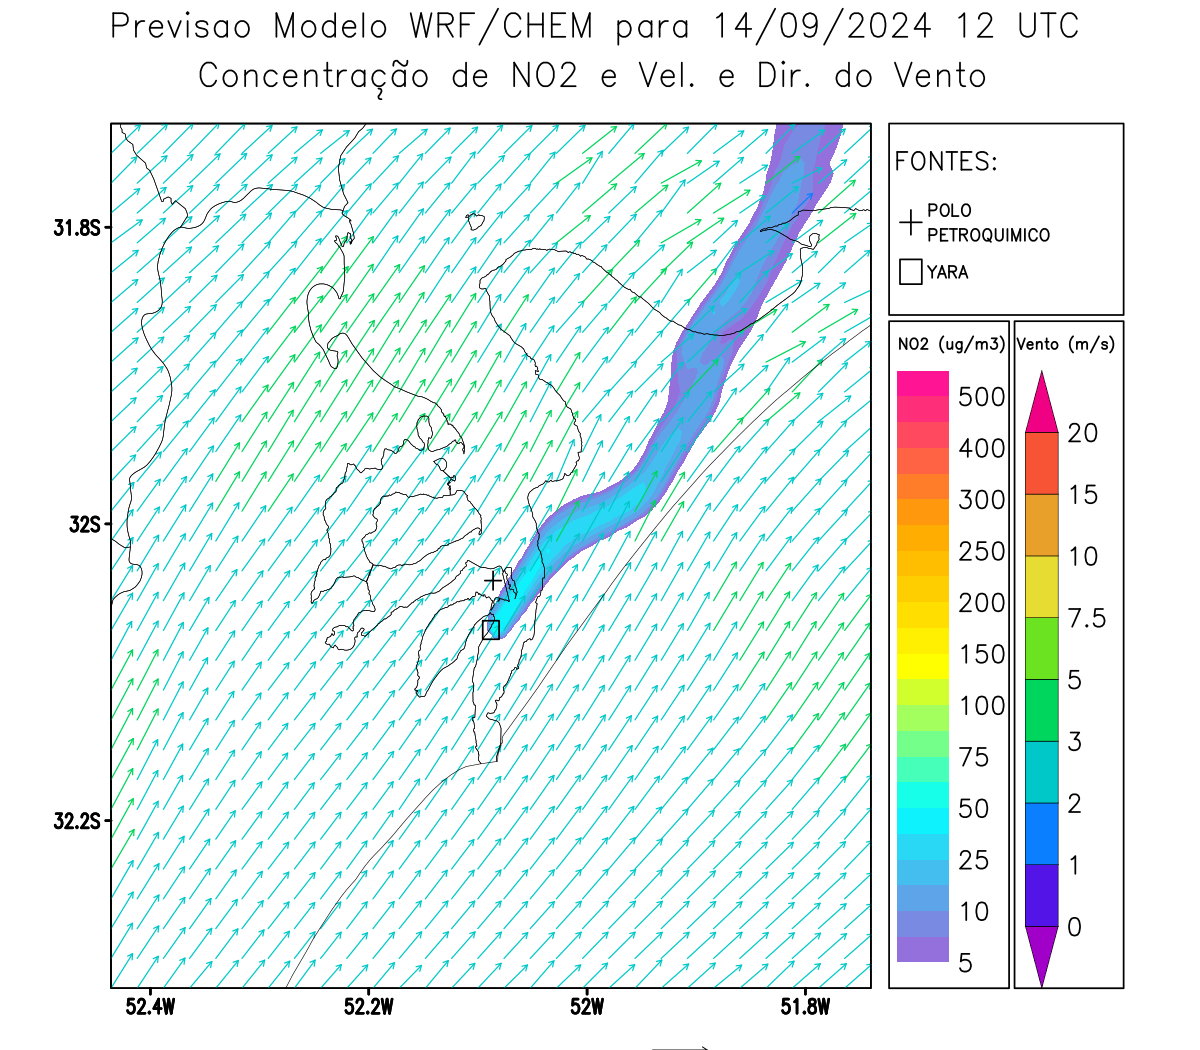 Previsao Modelo WRF/CHEM para 14/09/2024 12 UTC
Concentração de NO2 e Vel. e Dir. do Vento
FONTES:
POLO
PETROQUIMICO
YARA
NO2 (ug/m3)
500
400
300
250
200
150
100
75
50
25
10
5
Vento (m/s)
20
15
10
7.5
5
3
2
1
0
31.8S
32S
32.2S
52.4W 52.2W 52W 51.8W